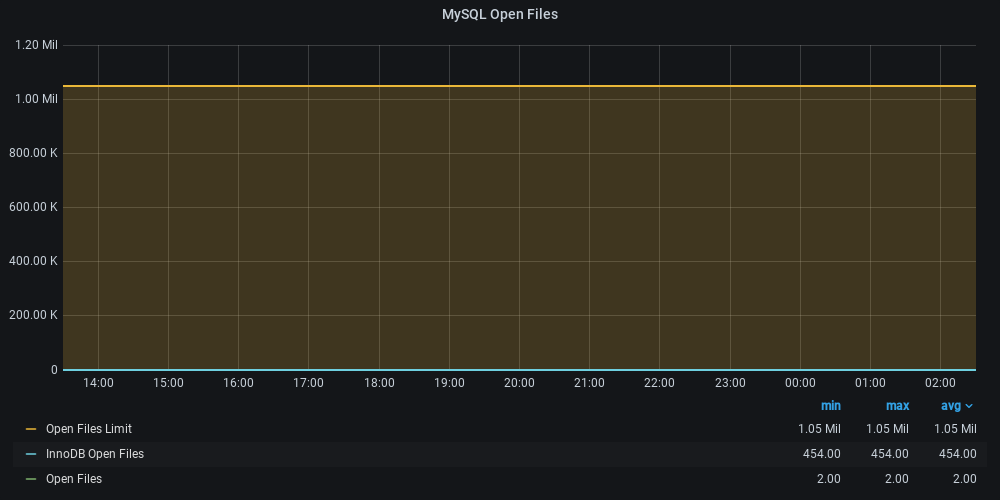 MySQL Open Files
1.20 Mil
1.00 Mil
800.00 K
600.00 K
400.00 K
200.00 K
0
14:00 15:00 16:00 17:00 18:00 19:00 20:00 21:00 22:00 23:00 00:00 01:00 02:00
min max avg
Open Files Limit 1.05 Mil 1.05 Mil 1.05 Mil
InnoDB Open Files 454.00 454.00 454.00
Open Files 2.00 2.00 2.00